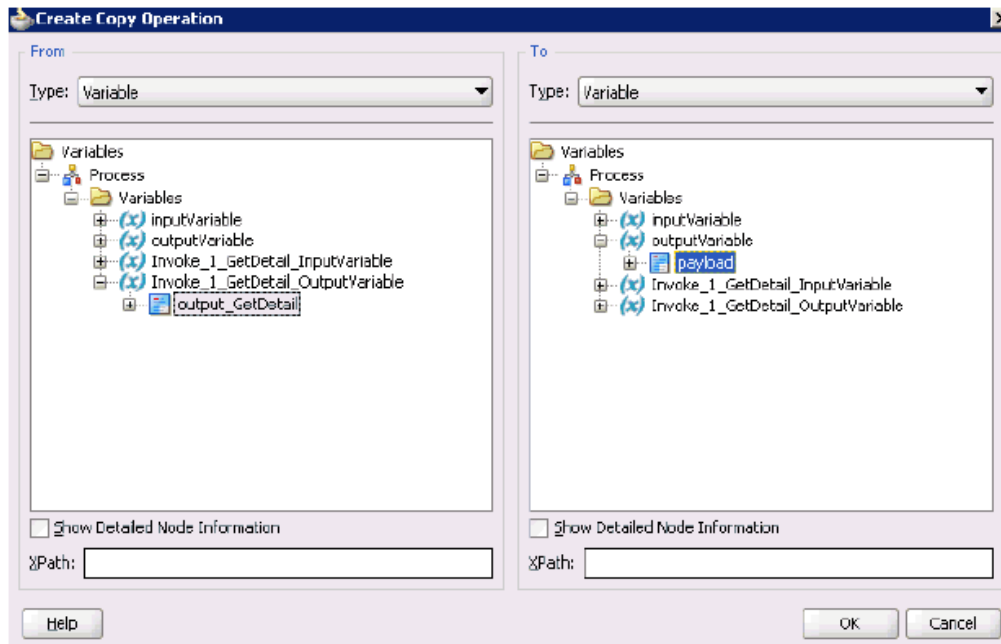 Create Copy Operation
From
Type: Variable
Variables
Process
Variables
inputVariable
outputVariable
Invoke_1_GetDetail_InputVariable
Invoke_1_GetDetail_OutputVariable
output_GetDetail
Show Detailed Node Information
XPath:
To
Type: Variable
Variables
Process
Variables
inputVariable
outputVariable
payload
Invoke_1_GetDetail_InputVariable
Invoke_1_GetDetail_OutputVariable
Show Detailed Node Information
XPath:
Help
OK
Cancel